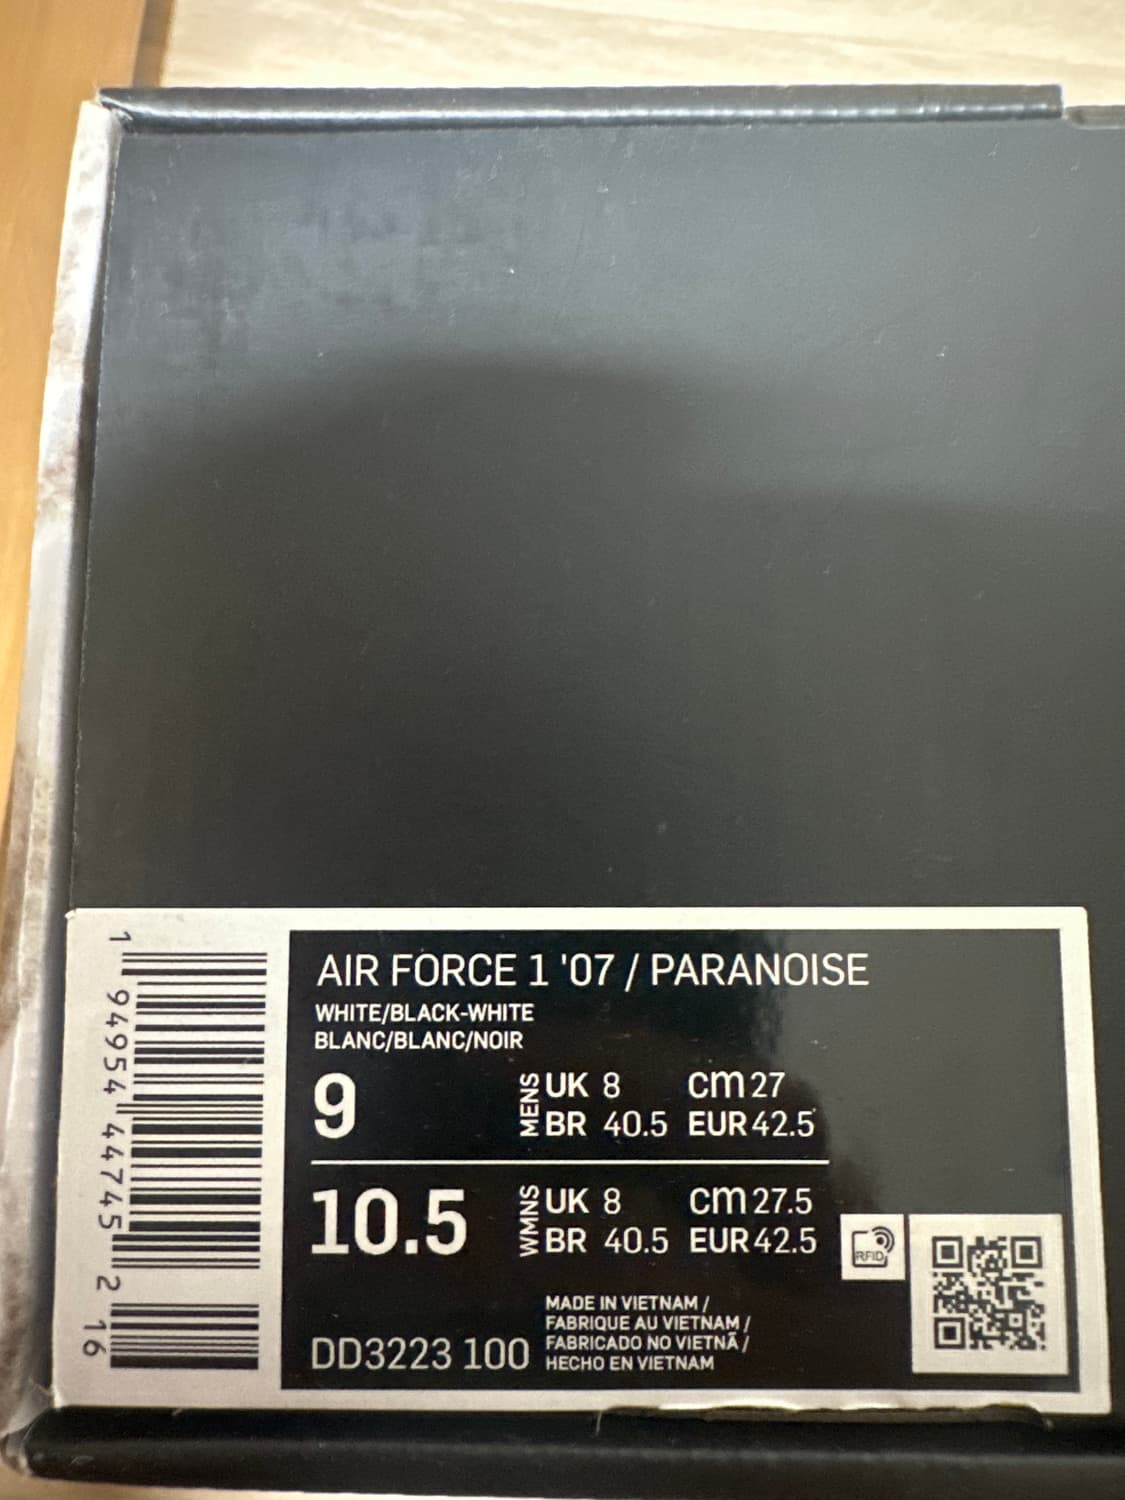 AIR FORCE 1 '07 / PARANOISE
WHITE/BLACK-WHITE
BLANC/BLANC/NOIR
9
MENS
UK 8 cm 27
BR 40.5 EUR 42.5
10.5
WMNS
UK 8 cm 27.5
BR 40.5 EUR 42.5
RFID
DD3223 100
MADE IN VIETNAM /
FABRIQUE AU VIETNAM /
FABRICADO NO VIETNÃ /
HECHO EN VIETNAM
1 94954 44745 2 16